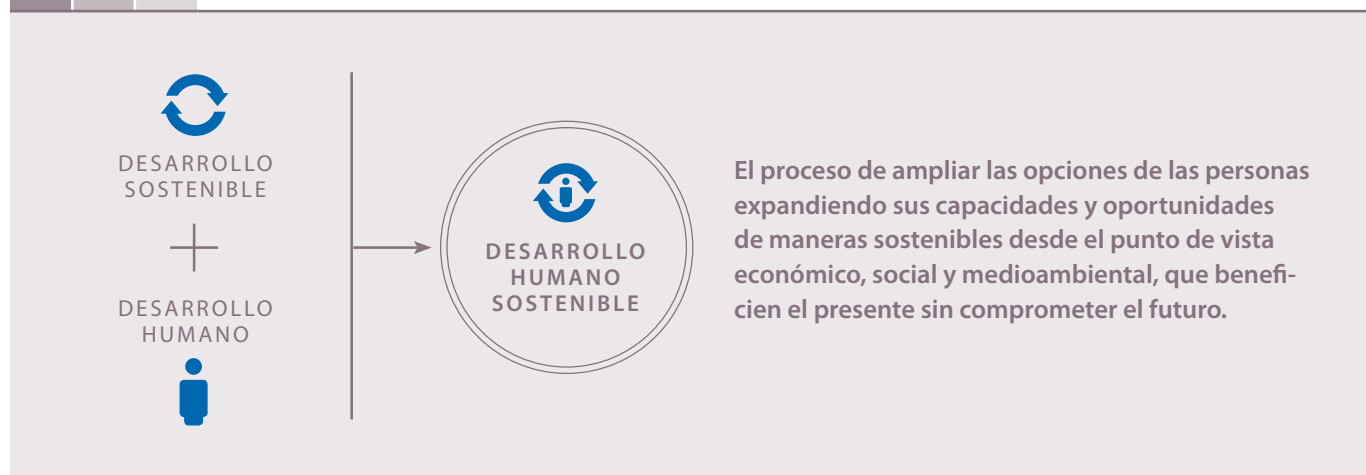 DESARROLLO
SOSTENIBLE
DESARROLLO
HUMANO
DESARROLLO
HUMANO
SOSTENIBLE
El proceso de ampliar las opciones de las personas
expandiendo sus capacidades y oportunidades
de maneras sostenibles desde el punto de vista
económico, social y medioambiental, que benefi-
cien el presente sin comprometer el futuro.